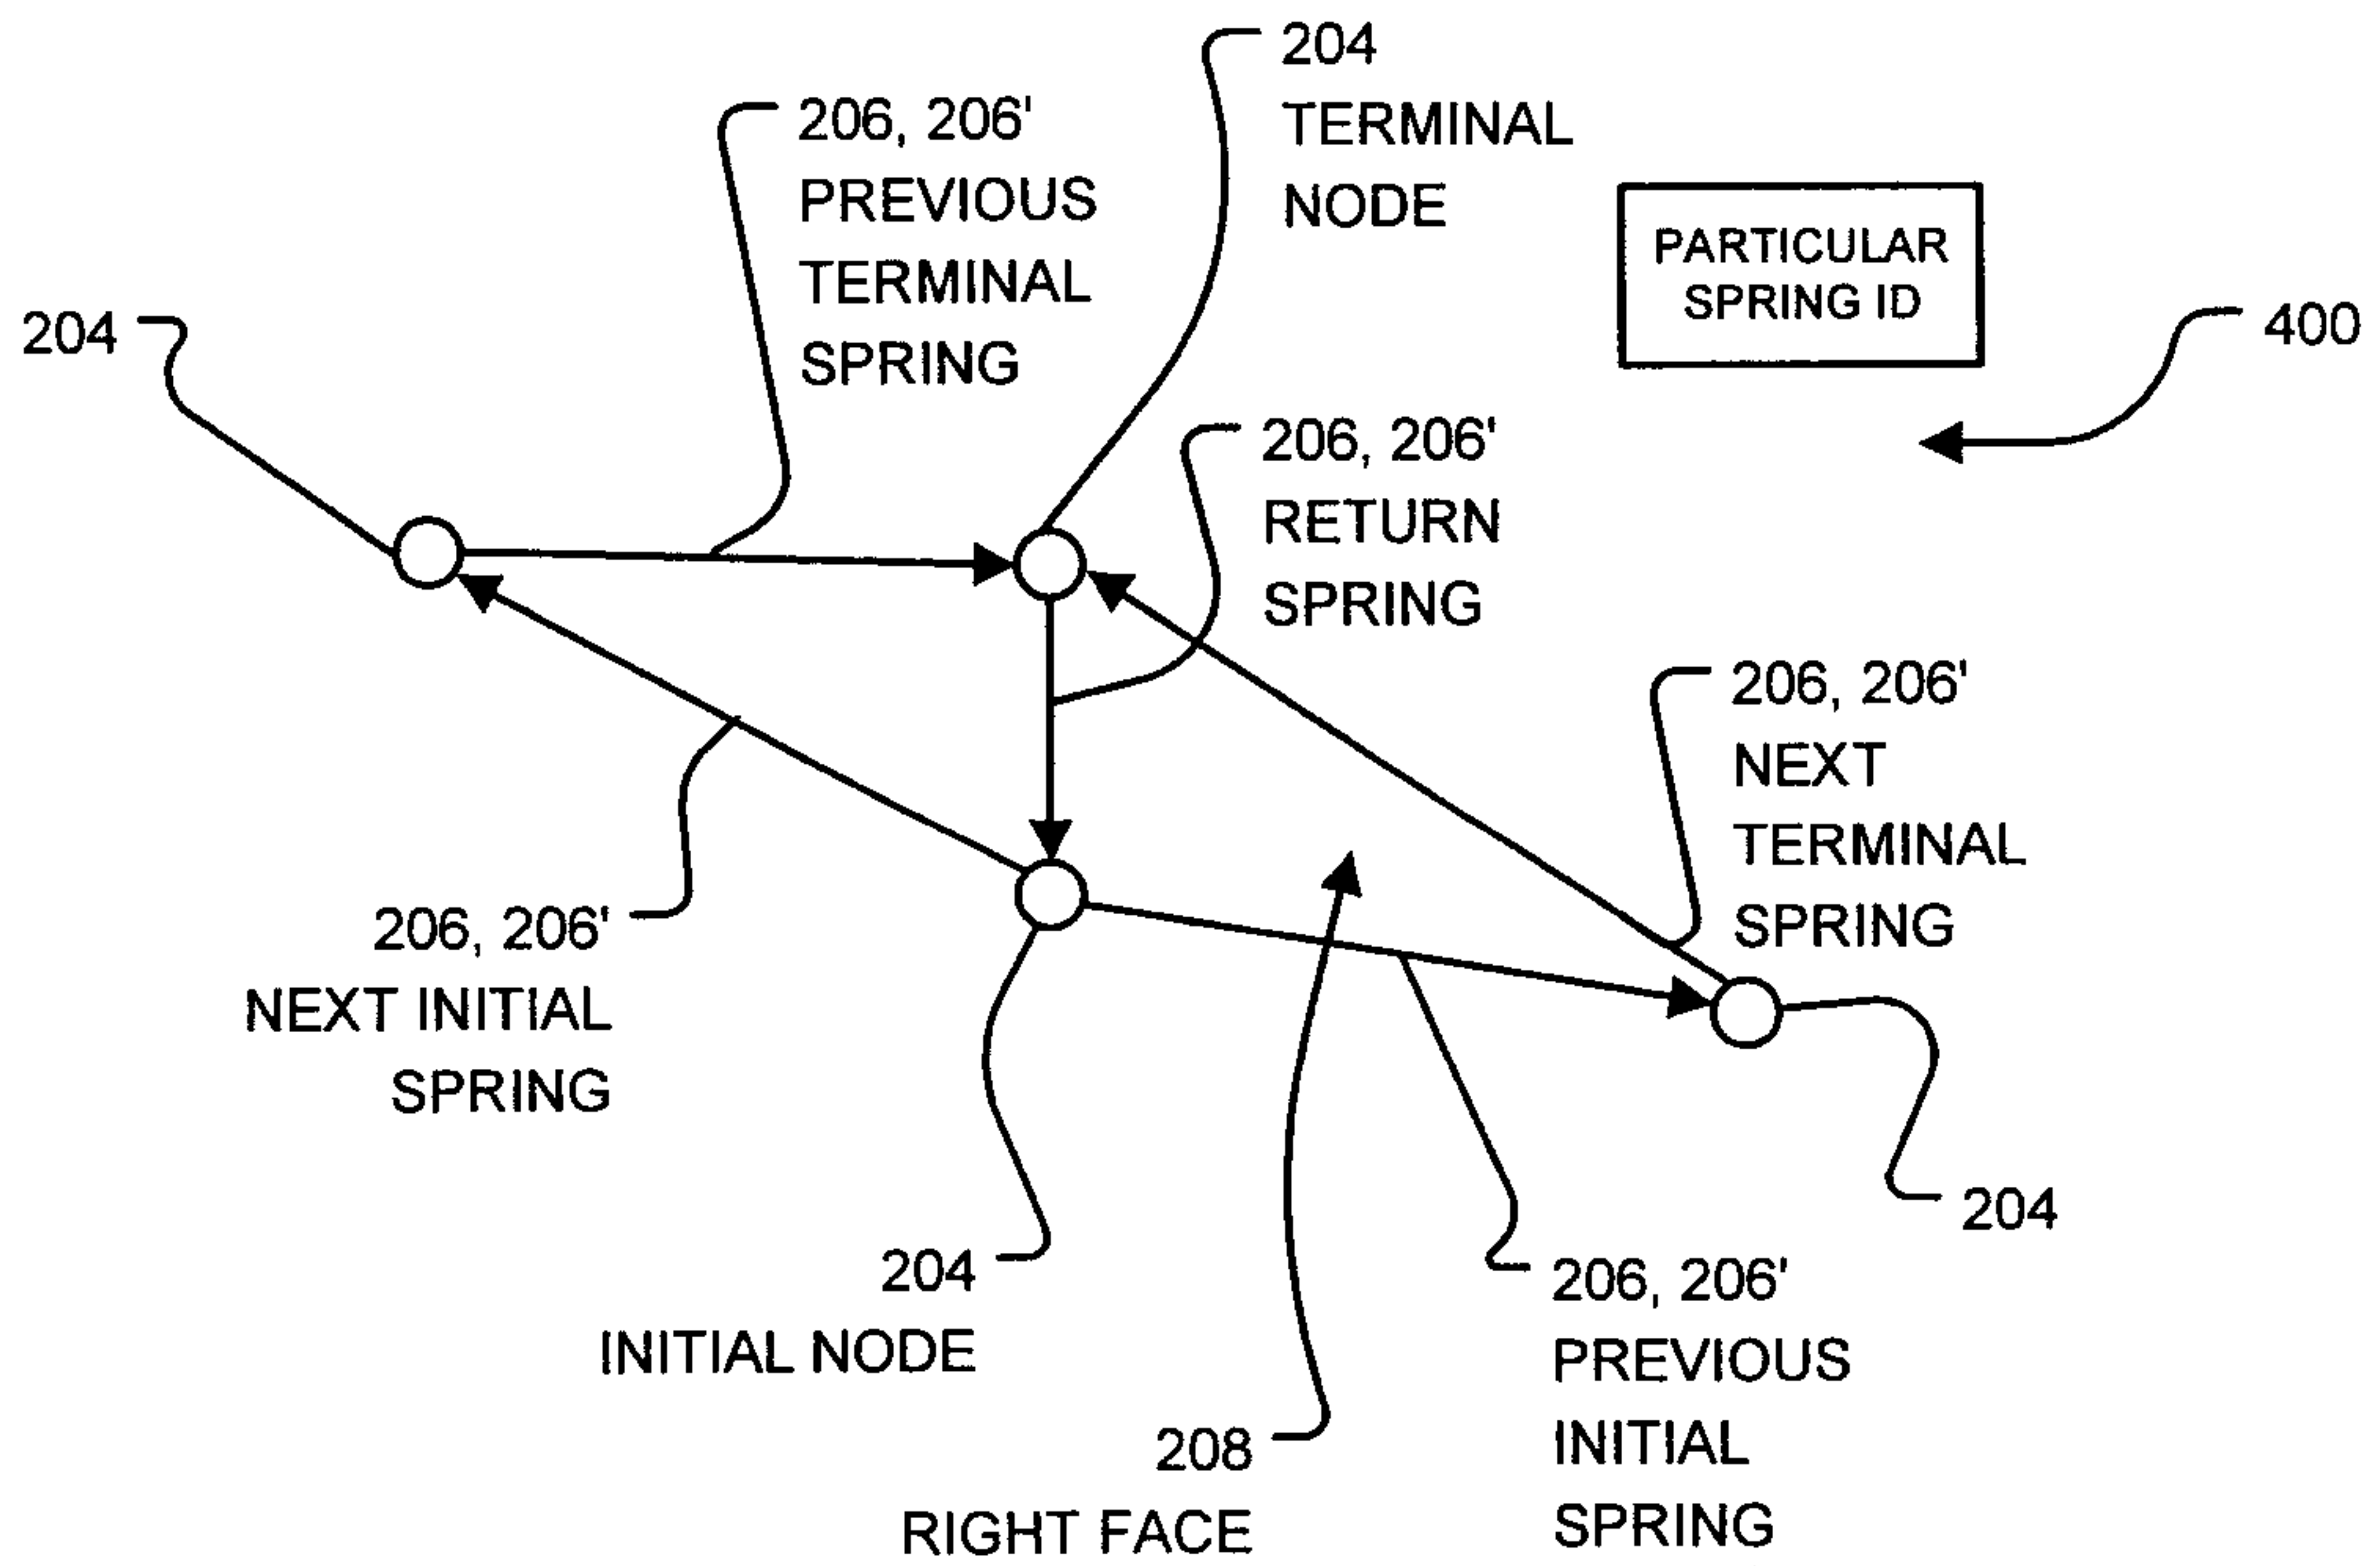 204
TERMINAL
NODE
206, 206'
PREVIOUS
TERMINAL
SPRING
PARTICULAR
SPRING ID
204
400
206, 206'
RETURN
SPRING
206, 206'
NEXT
TERMINAL
SPRING
206, 206'
NEXT INITIAL
SPRING
204
204
INITIAL NODE
206, 206'
PREVIOUS
INITIAL
SPRING
208
RIGHT FACE